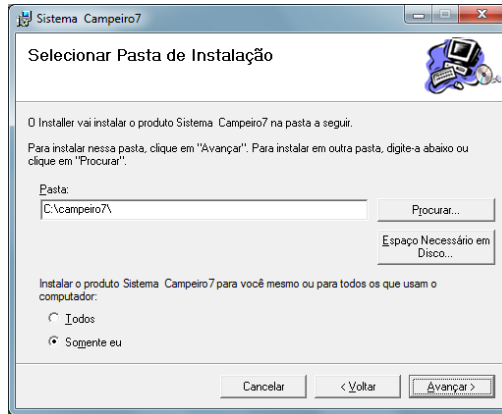 Sistema Campeiro7
Selecionar Pasta de Instalação
O Installer vai instalar o produto Sistema Campeiro7 na pasta a seguir.
Para instalar nessa pasta, clique em "Avançar". Para instalar em outra pasta, digite-a abaixo ou
clique em "Procurar".
Pasta:
C:\campeiro7\
Procurar...
Espaço Necessário em
Disco...
Instalar o produto Sistema Campeiro7 para você mesmo ou para todos os que usam o
computador:
Todos
Somente eu
Cancelar
< Voltar
Avançar >